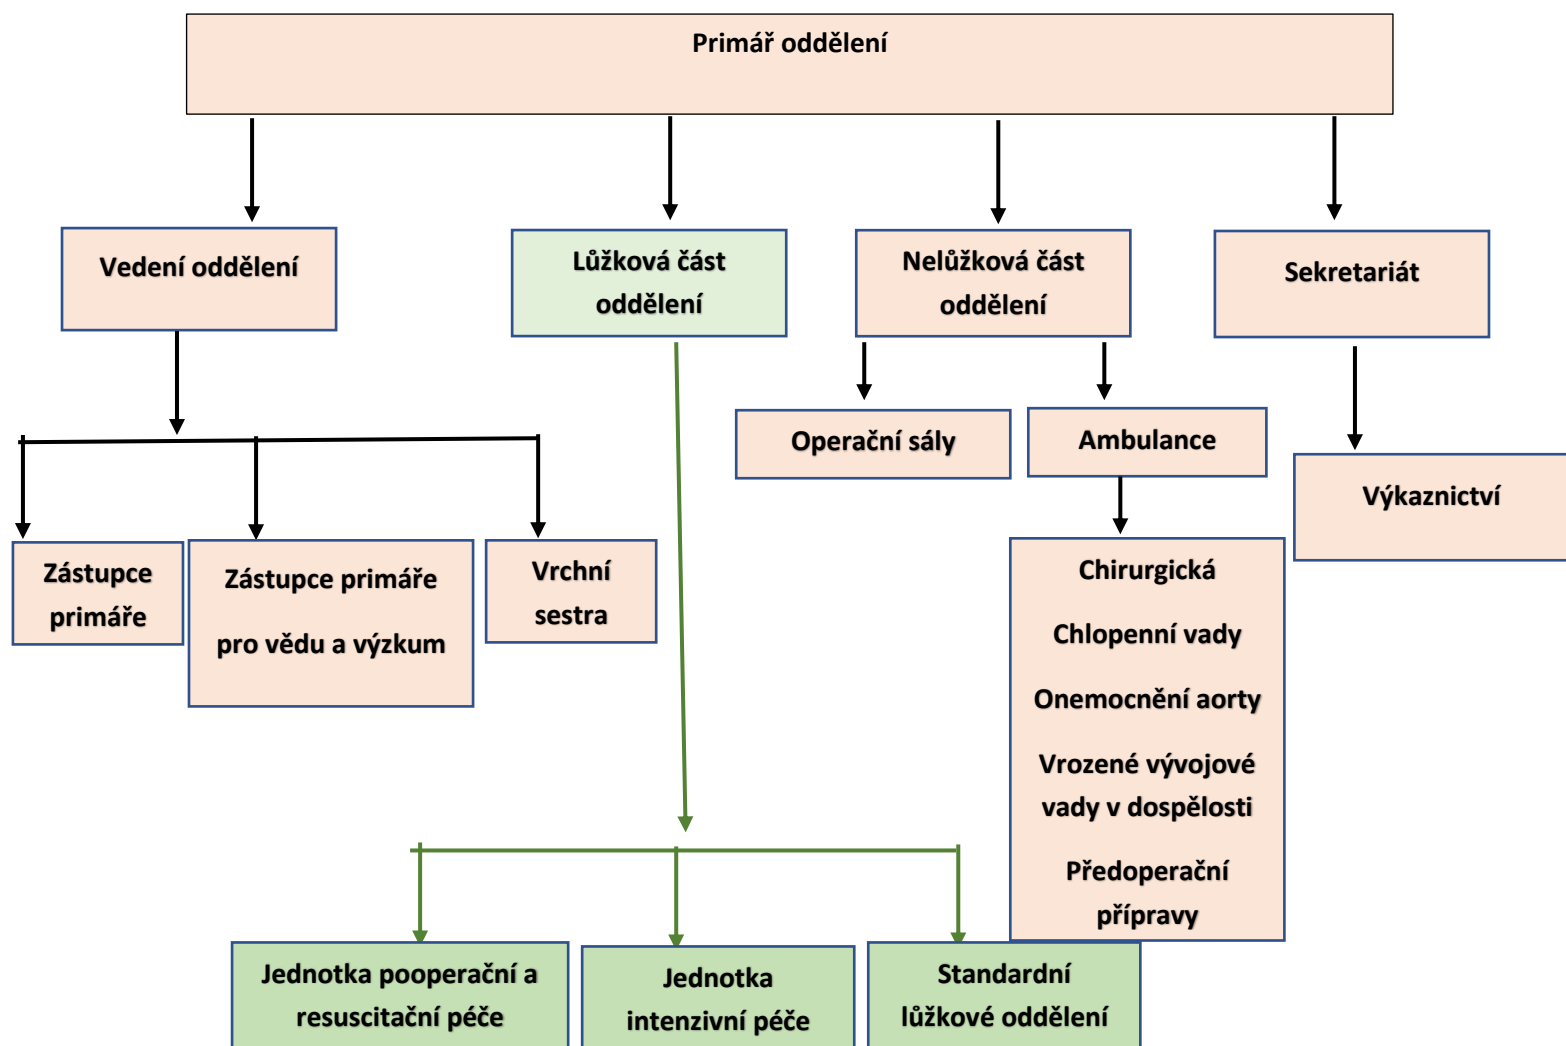 Primář oddělení
Vedení oddělení
Lůžková část
oddělení
Nelůžková část
oddělení
Sekretariát
Operační sály
Ambulance
Výkaznictví
Zástupce
primáře
Zástupce primáře
pro vědu a výzkum
Vrchní
sestra
Chirurgická
Chlopenní vady
Onemocnění aorty
Vrozené vývojové
vady v dospělosti
Předoperační
přípravy
Jednotka pooperační a
resuscitační péče
Jednotka
intenzivní péče
Standardní
lůžkové oddělení